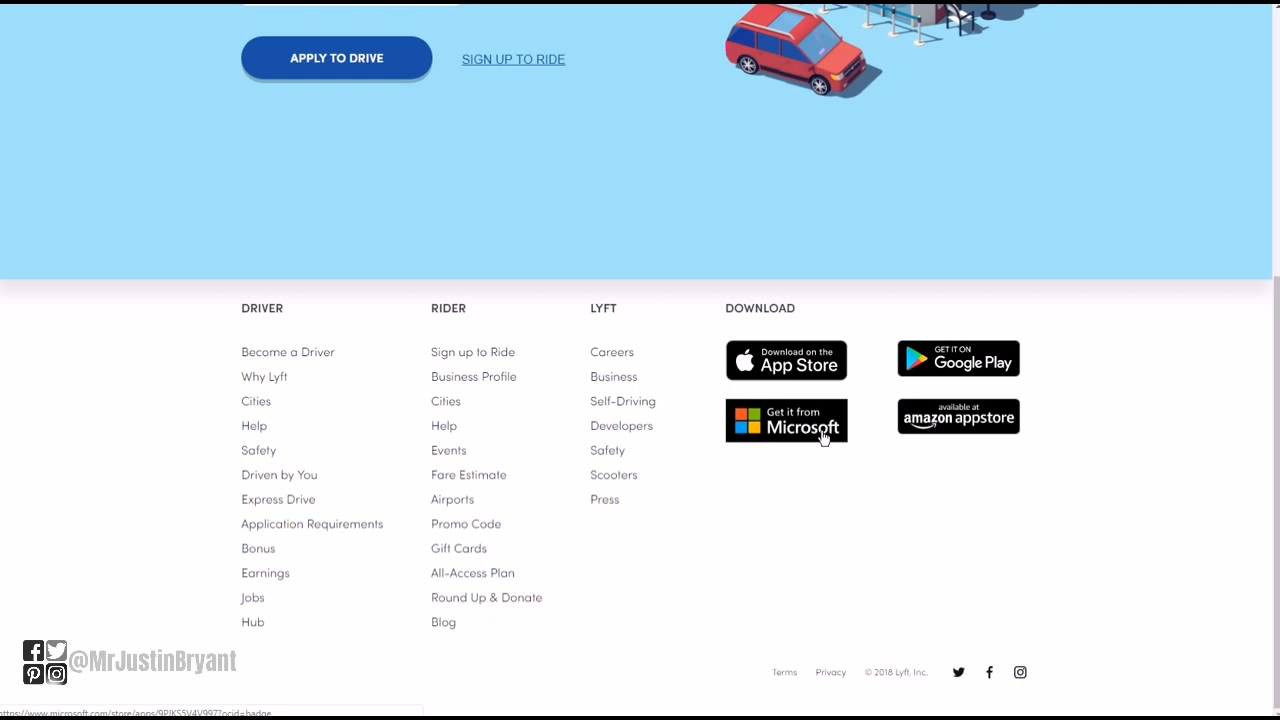 APPLY TO DRIVE
SIGN UP TO RIDE
DRIVER
Become a Driver
Why Lyft
Cities
Help
Safety
Driven by You
Express Drive
Application Requirements
Bonus
Earnings
Jobs
Hub
RIDER
Sign up to Ride
Business Profile
Cities
Help
Events
Fare Estimate
Airports
Promo Code
Gift Cards
All-Access Plan
Round Up & Donate
Blog
LYFT
Careers
Business
Self-Driving
Developers
Safety
Scooters
Press
DOWNLOAD
Download on the
App Store
GET IT ON
Google Play
Get it from
Microsoft
available at
amazon appstore
@MrJustinBryant
Terms
Privacy
© 2018 Lyft, Inc.